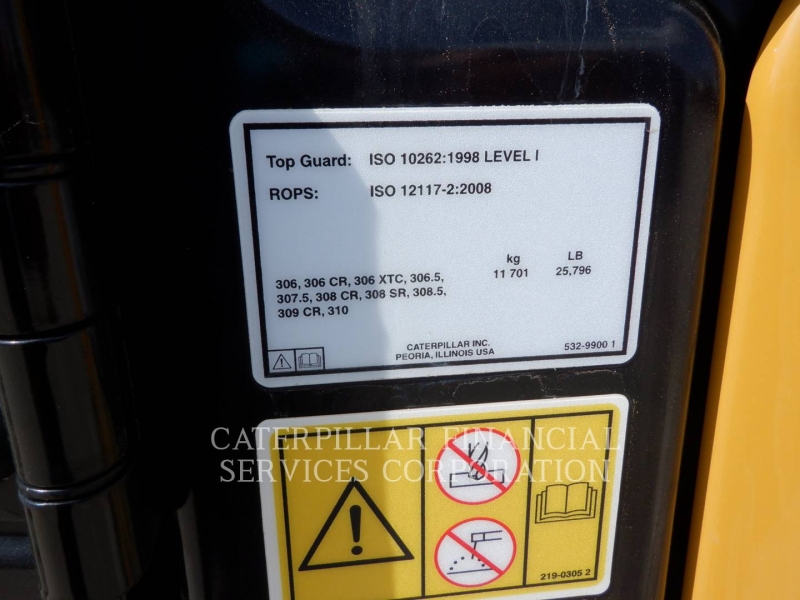 Top Guard: ISO 10262:1998 LEVEL I
ROPS: ISO 12117-2:2008
kg LB
306, 306 CR, 306 XTC, 306.5, 11 701 25,796
307.5, 308 CR, 308 SR, 308.5,
309 CR, 310
CATERPILLAR INC. 532-9900 1
PEORIA, ILLINOIS USA
CATERPILLAR FINANCIAL
SERVICES CORPORATION
219-0305 2